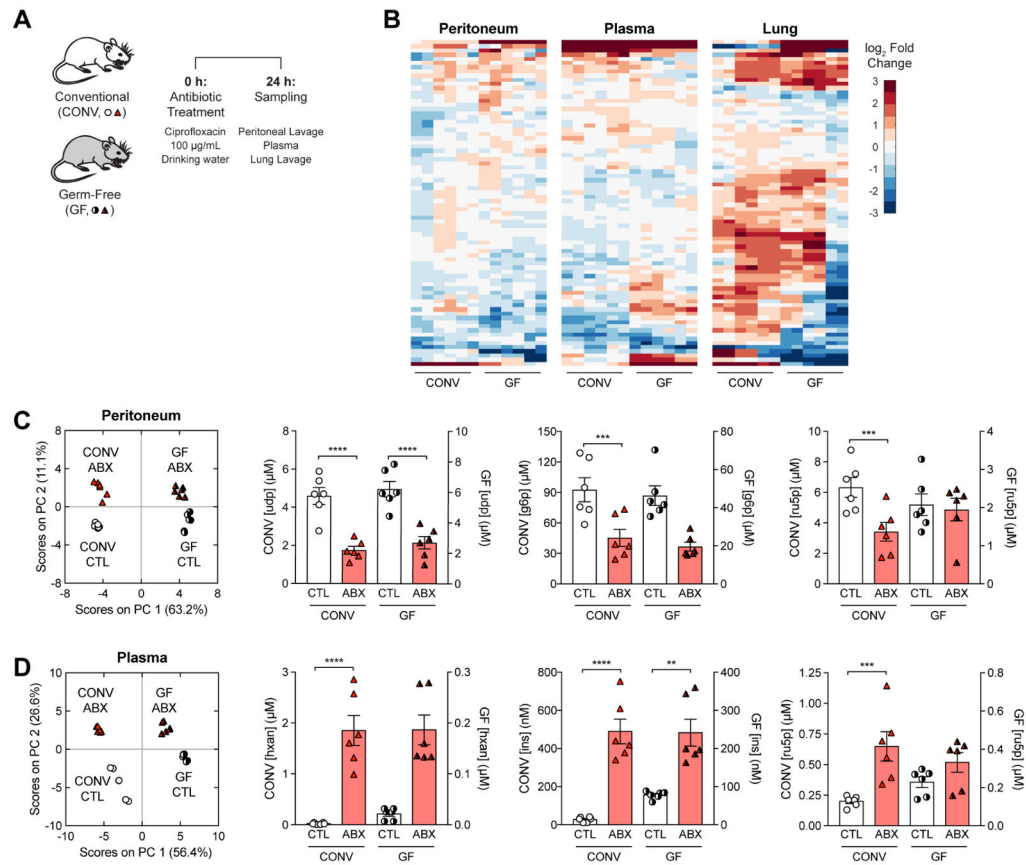 A
Conventional
(CONV, ○▲)
Germ-Free
(GF, ◑▲)
0 h:
Antibiotic
Treatment
Ciprofloxacin
100 µg/mL
Drinking water
24 h:
Sampling
Peritoneal Lavage
Plasma
Lung Lavage
B
Peritoneum
Plasma
Lung
CONV
GF
CONV
GF
CONV
GF
log2 Fold
Change
3
2
1
0
-1
-2
-3
C
Peritoneum
Scores on PC 2 (11.1%)
8
4
0
-4
-8
CONV
ABX
GF
ABX
CONV
CTL
GF
CTL
-8 -4 0 4 8
Scores on PC 1 (63.2%)
CONV [udp] (µM)
8
6
4
2
0
****
****
10
8
6
4
2
0
GF [udp] (µM)
CTL ABX CTL ABX
CONV GF
CONV [g6p] (µM)
150
120
90
60
30
0
***
80
60
40
20
0
GF [g6p] (µM)
CTL ABX CTL ABX
CONV GF
CONV [ru5p] (µM)
10
8
6
4
2
0
***
4
3
2
1
0
GF [ru5p] (µM)
CTL ABX CTL ABX
CONV GF
D
Plasma
Scores on PC 2 (26.6%)
10
5
0
-5
-10
CONV
ABX
GF
ABX
CONV
CTL
GF
CTL
-10 -5 0 5 10
Scores on PC 1 (56.4%)
CONV [hxan] (µM)
3
2
1
0
****
0.3
0.2
0.1
0.0
GF [hxan] (µM)
CTL ABX CTL ABX
CONV GF
CONV [ins] (nM)
900
600
300
0
****
**
400
300
200
100
0
GF [ins] (nM)
CTL ABX CTL ABX
CONV GF
CONV [ru5p] (µM)
1.25
1.00
0.75
0.50
0.25
0.00
***
0.8
0.6
0.4
0.2
0.0
GF [ru5p] (µM)
CTL ABX CTL ABX
CONV GF